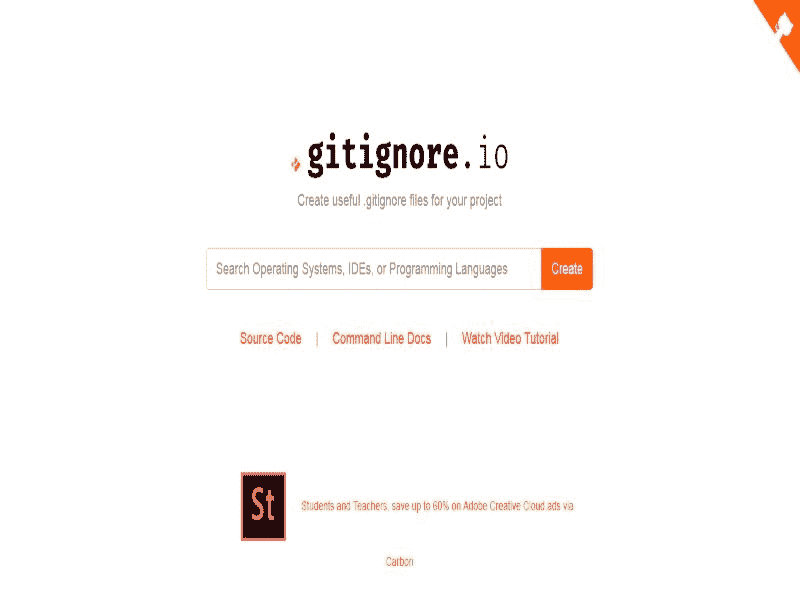 .gitignore.io
Create useful .gitignore files for your project
Search Operating Systems, IDEs, or Programming Languages Create
Source Code | Command Line Docs | Watch Video Tutorial
St Students and Teachers, save up to 60% on Adobe Creative Cloud.ads via
Carbon